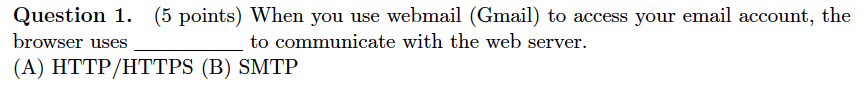 Question 1. (5 points) When you use webmail (Gmail) to access your email account, the
browser uses __________ to communicate with the web server.
(A) HTTP/HTTPS (B) SMTP